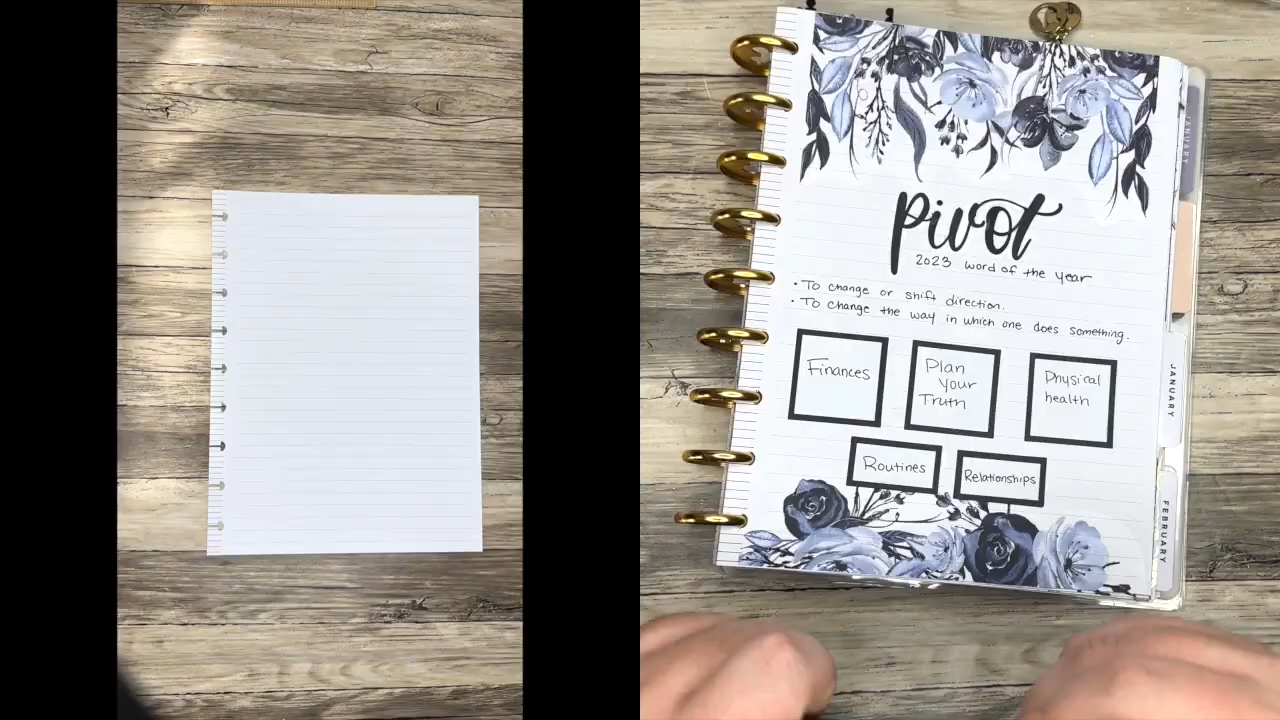 pivot
2023 word of the year
• To change or shift direction.
• To change the way in which one does something.
Finances
Plan
your
Truth
Physical
health
Routines
Relationships
JANUARY
JANUARY
FEBRUARY